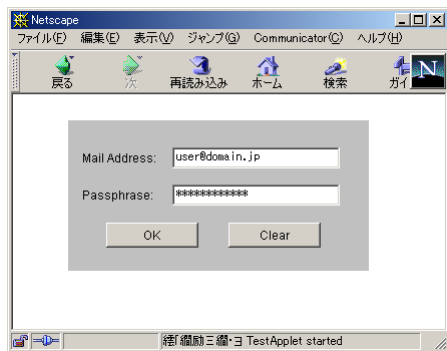 Netscape
ファイル(F) 編集(E) 表示(V) ジャンプ(G) Communicator(C) ヘルプ(H)
戻る 次 再読み込み ホーム 検索 ガイ N
Mail Address: user@domain.jp
Passphrase: ************
OK Clear
TestApplet started